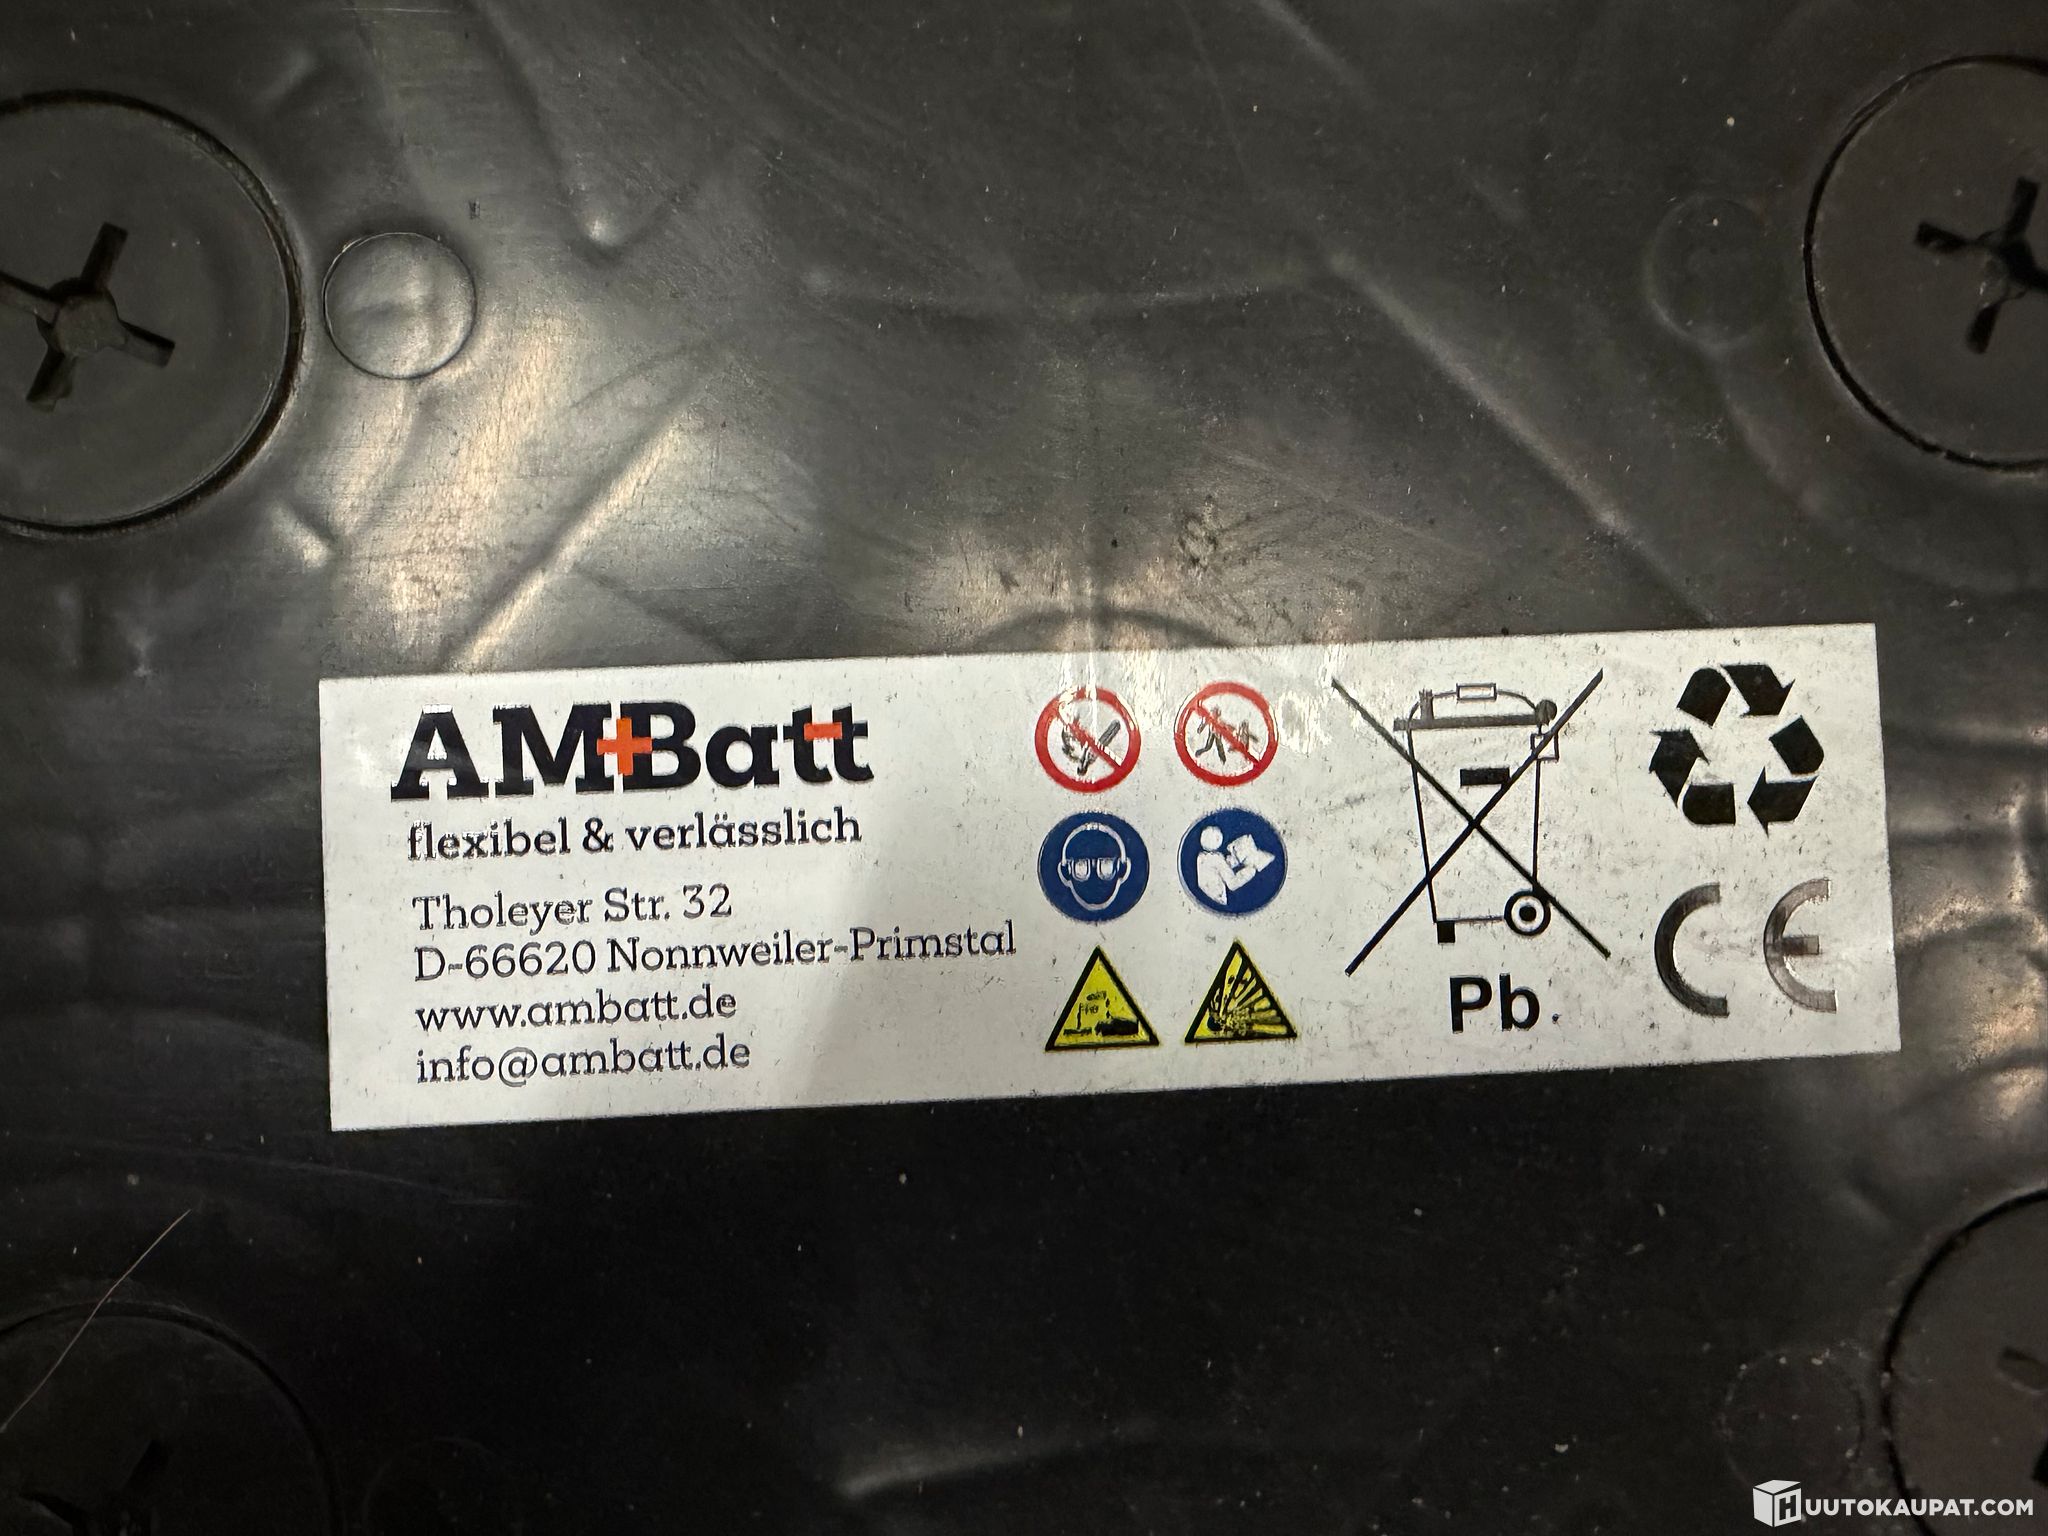 AMBatt
flexibel & verlässlich
Tholeyer Str. 32
D-66620 Nonnweiler-Primstal
www.ambatt.de
info@ambatt.de
Pb
CE
HUUTOKAUPAT.COM